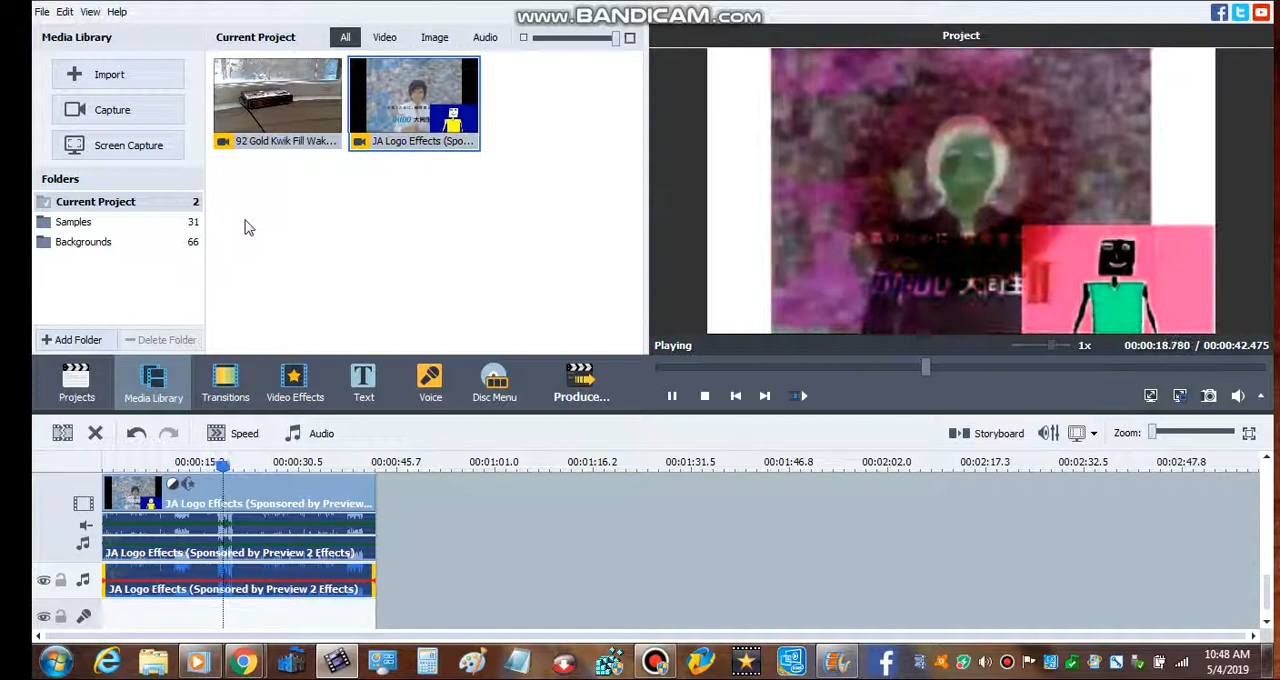 File Edit View Help
www.BANDICAM.com
Media Library
Current Project
All
Video
Image
Audio
Project
Import
Capture
Screen Capture
92 Gold Kwik Fill Wak...
JA Logo Effects (Spo...
Folders
Current Project 2
Samples 31
Backgrounds 66
Add Folder
Delete Folder
大同生
Playing
1x
00:00:18.780 / 00:00:42.475
Projects
Media Library
Transitions
Video Effects
Text
Voice
Disc Menu
Produce...
Speed
Audio
Storyboard
Zoom:
00:00:30.5
00:00:45.7
00:01:01.0
00:01:16.2
00:01:31.5
00:01:46.8
00:02:02.0
00:02:17.3
00:02:32.5
00:02:47.8
JA Logo Effects (Sponsored by Preview...
JA Logo Effects (Sponsored by Preview 2 Effects)
JA Logo Effects (Sponsored by Preview 2 Effects)
10:48 AM
5/4/2019